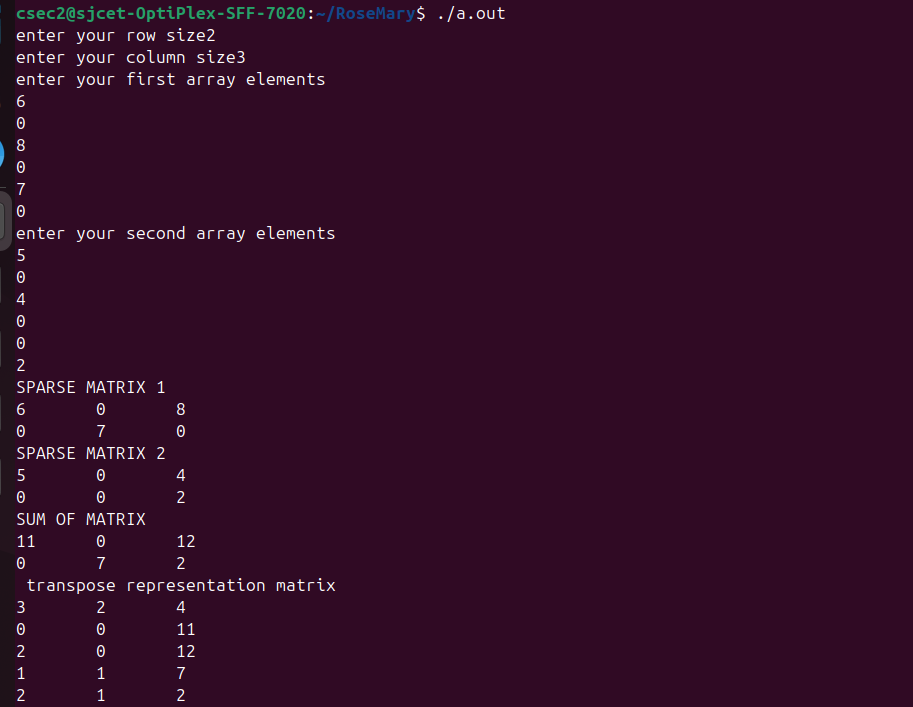 csec2@sjcet-OptiPlex-SFF-7020:~/RoseMary$ ./a.out
enter your row size2
enter your column size3
enter your first array elements
6
0
8
0
7
0
enter your second array elements
5
0
4
0
0
2
SPARSE MATRIX 1
6 0 8
0 7 0
SPARSE MATRIX 2
5 0 4
0 0 2
SUM OF MATRIX
11 0 12
0 7 2
transpose representation matrix
3 2 4
0 0 11
2 0 12
1 1 7
2 1 2